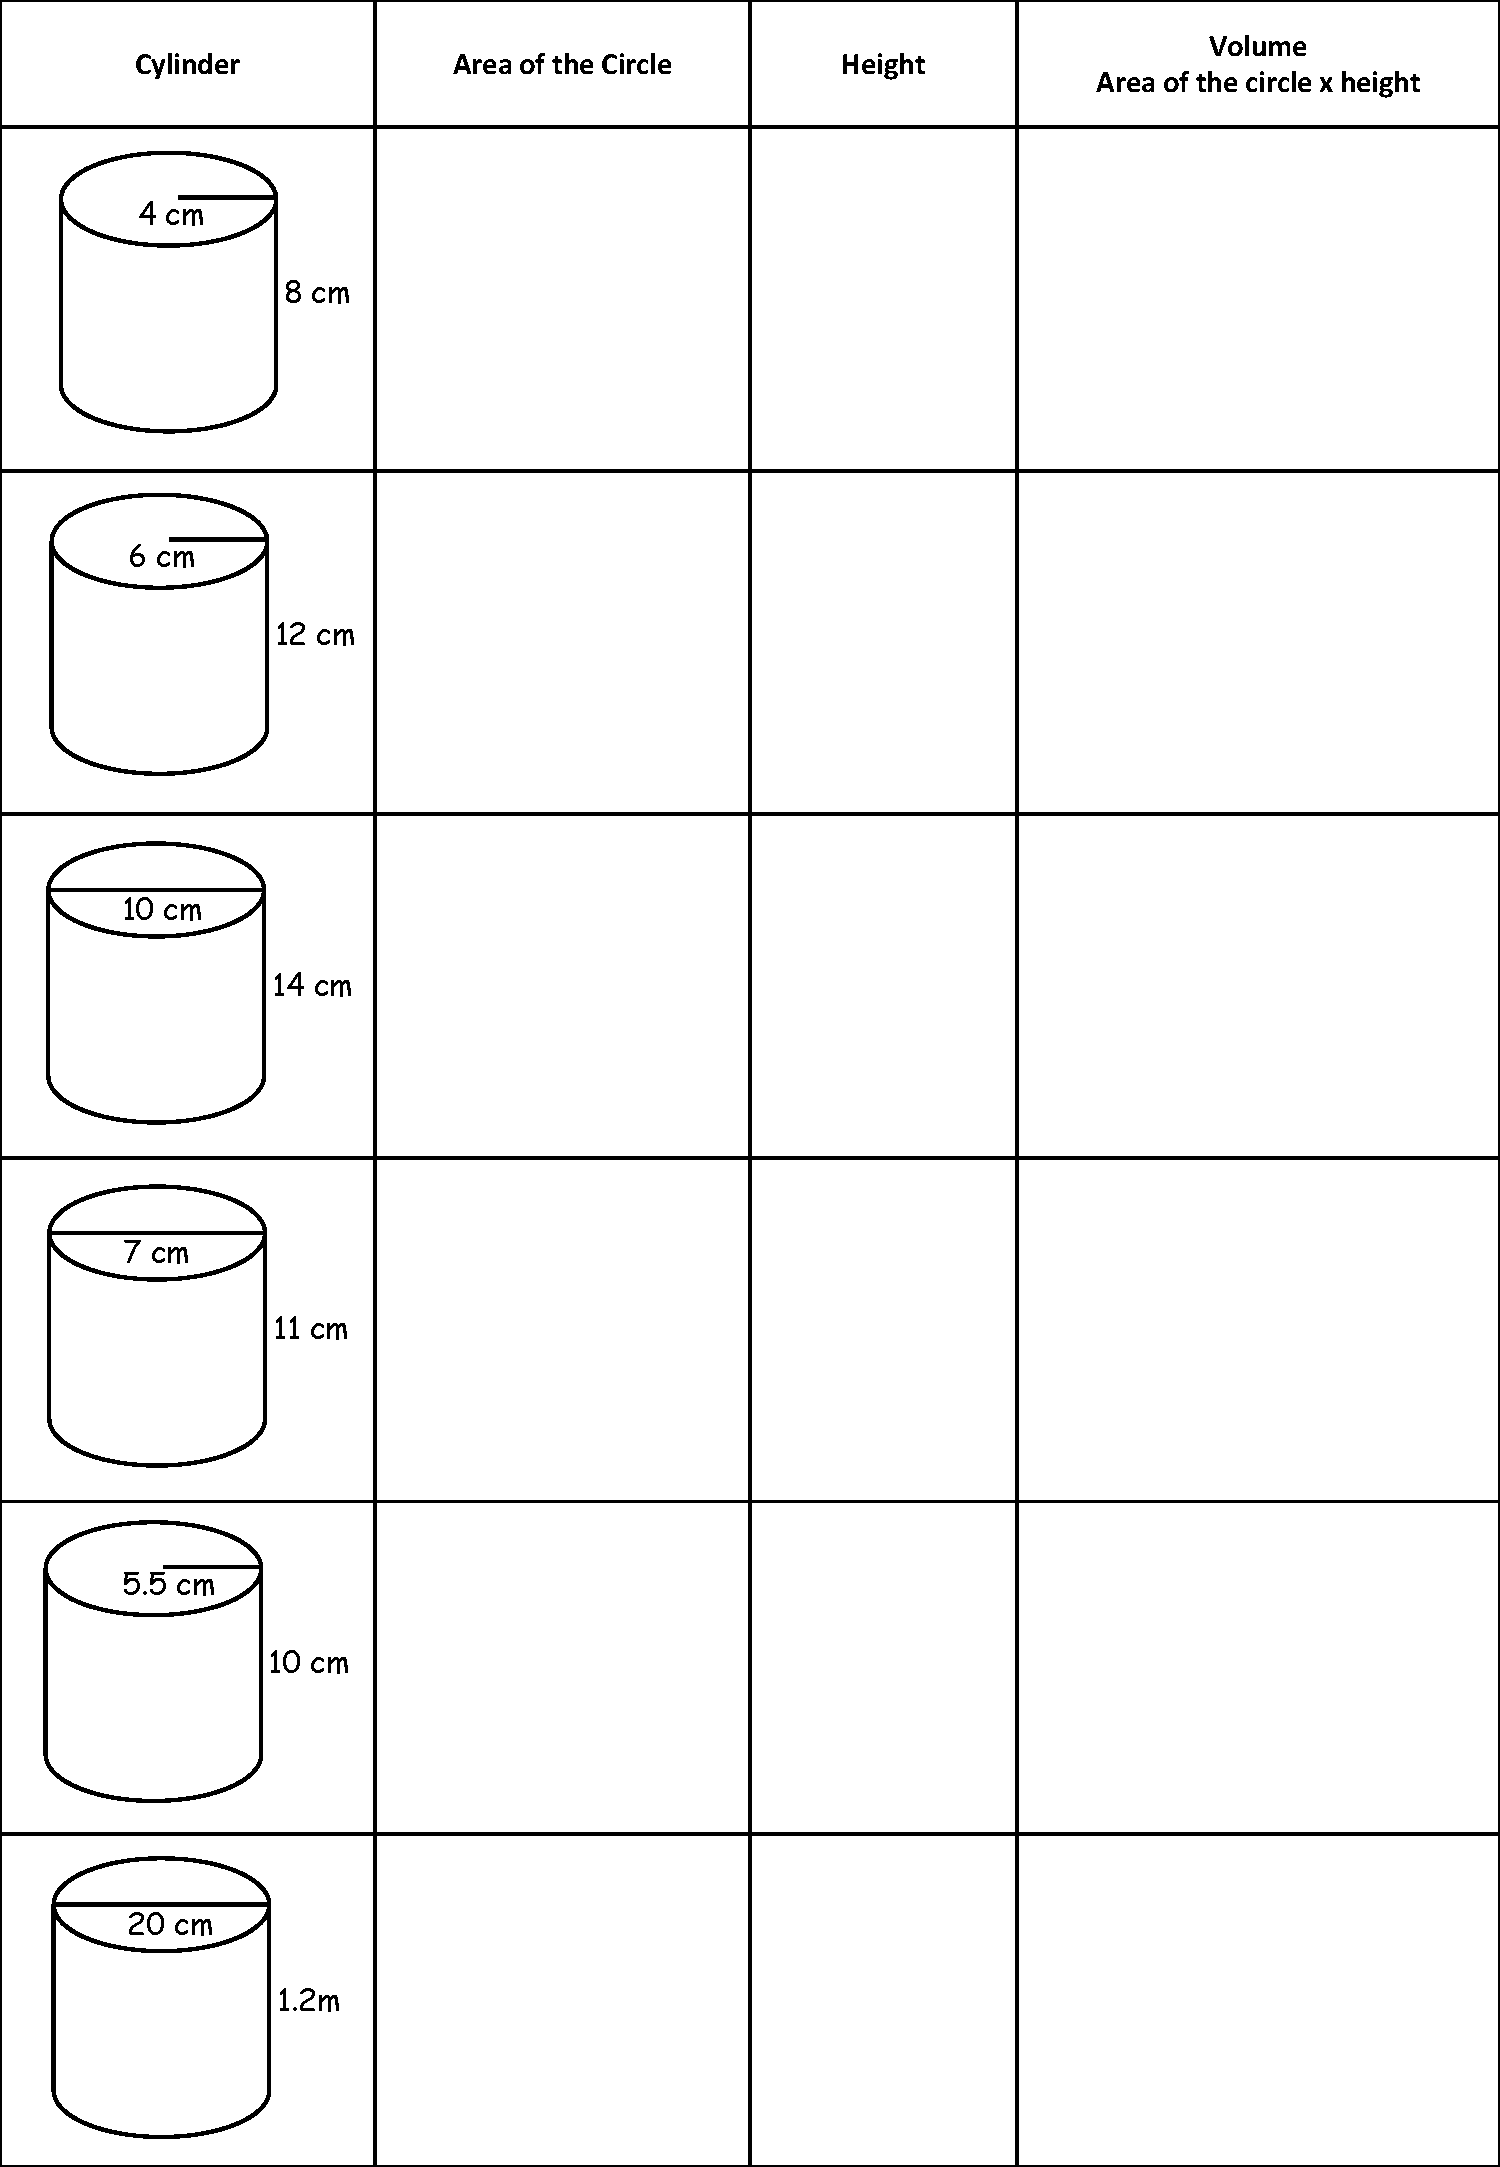 Cylinder
Area of the Circle
Height
Volume
Area of the circle x height
4 cm
8 cm
6 cm
12 cm
10 cm
14 cm
7 cm
11 cm
5.5 cm
10 cm
20 cm
1.2m